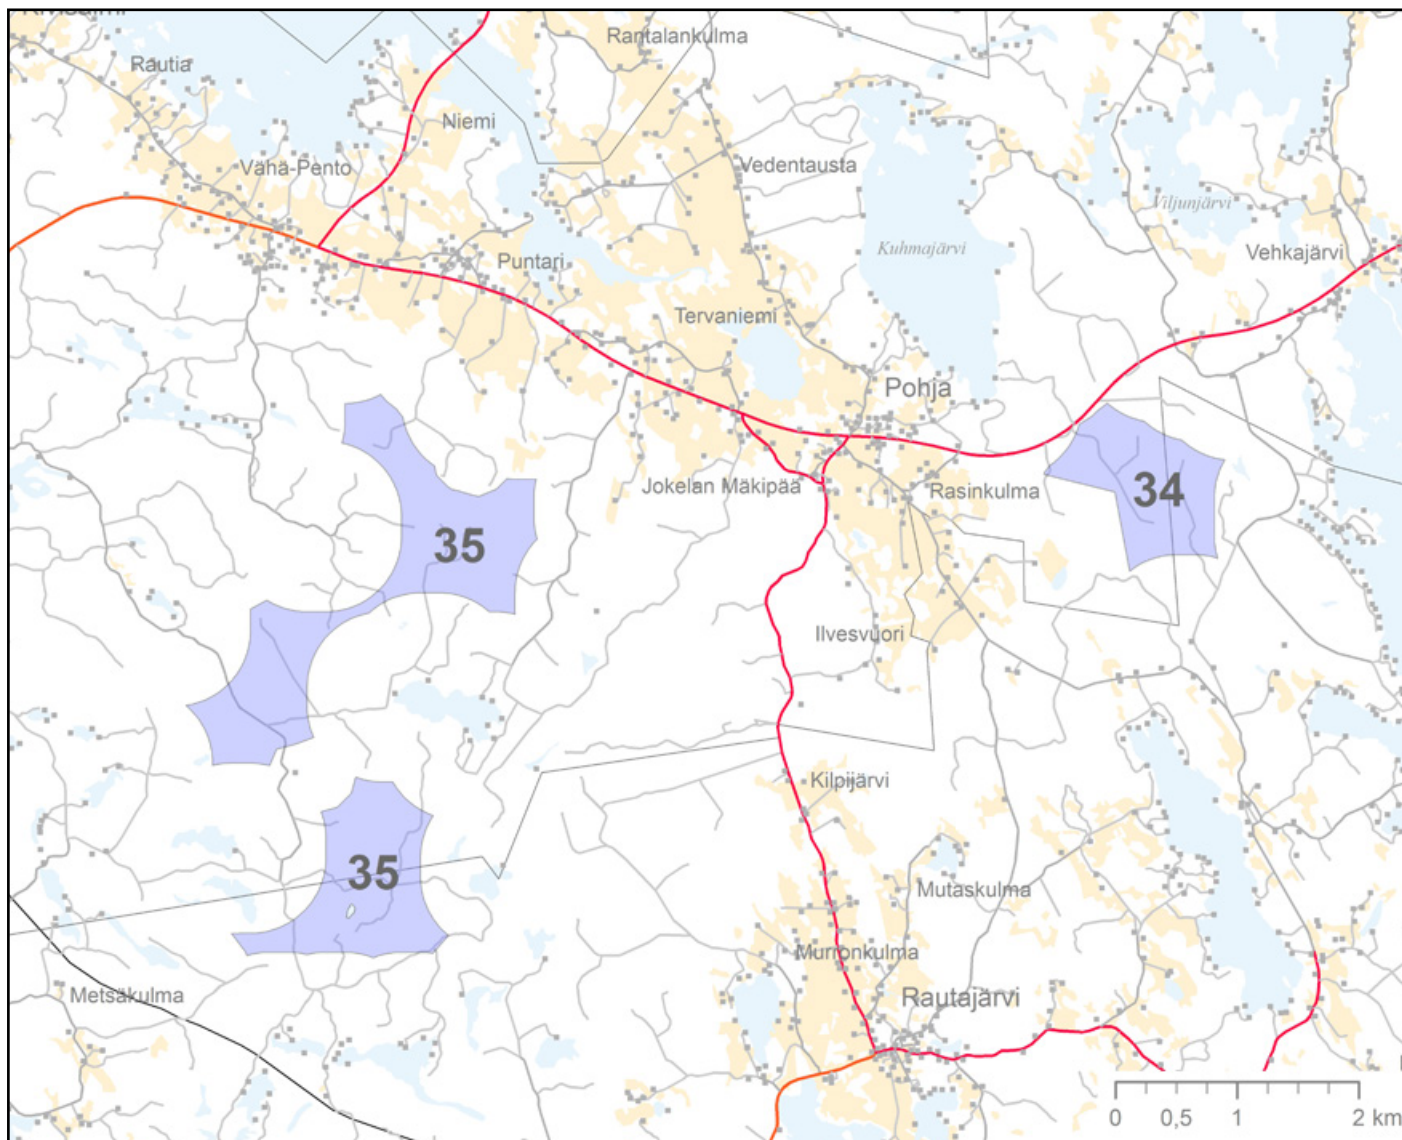 Rantalankulma
Rautia
Niemi
Vähä-Pento
Vedentausta
Viljunjärvi
Kuhmajärvi
Vehkajärvi
Puntari
Tervaniemi
Pohja
Jokelan Mäkipää
Rasinkulma
34
35
Ilvesvuori
Kilpijärvi
35
Mutaskulma
Murronkulma
Metsäkulma
Rautajärvi
0 0,5 1 2 km